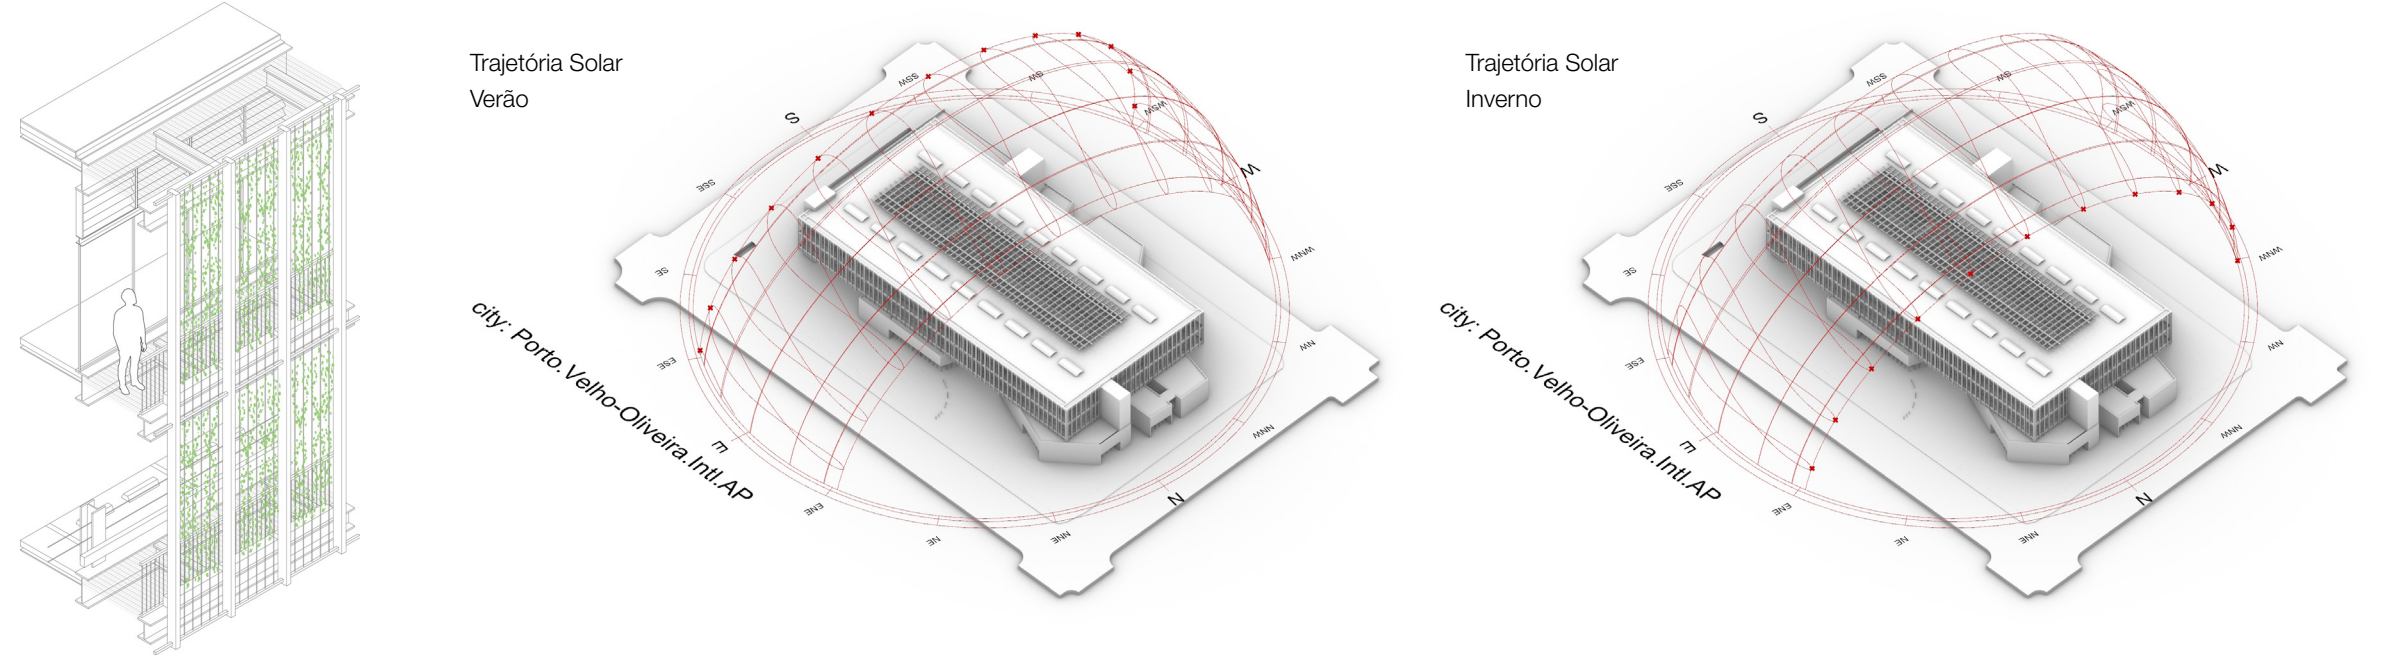 Trajetória Solar
Verão
S
SSW
SW
WSW
W
WNW
NW
NNW
N
NNE
NE
ENE
E
ESE
SE
SSE
city: Porto.Velho-Oliveira.Intl.AP
Trajetória Solar
Inverno
S
SSW
SW
WSW
W
WNW
NW
NNW
N
NNE
NE
ENE
E
ESE
SE
SSE
city: Porto.Velho-Oliveira.Intl.AP